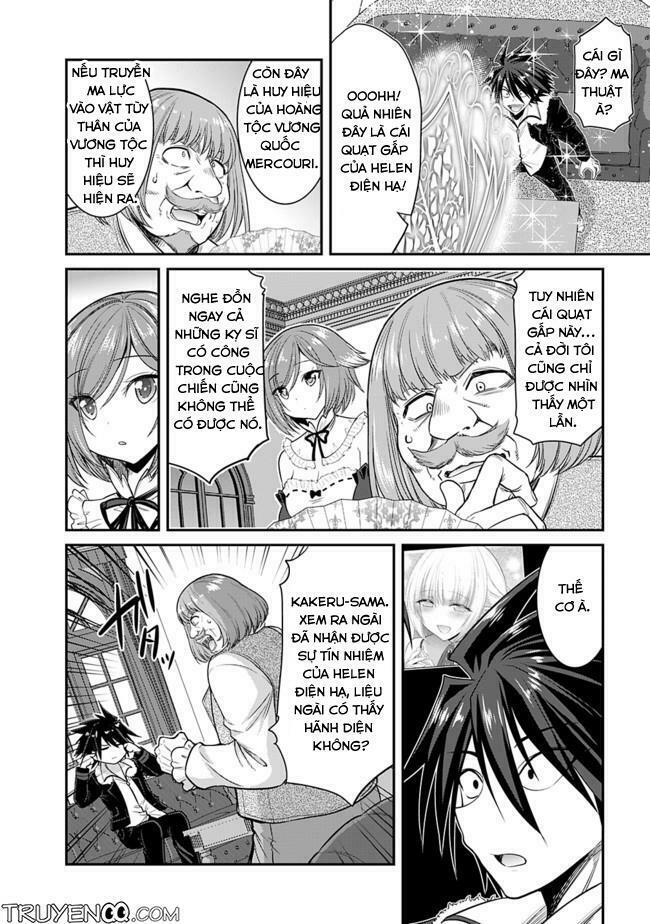 CÁI GÌ
ĐÂY? MA
THUẬT
À?
OOOHH!
QUẢ NHIÊN
ĐÂY LÀ CÁI
QUẠT GẤP
CỦA HELEN
ĐIỆN HẠ!
CÒN ĐÂY
LÀ HUY HIỆU
CỦA HOÀNG
TỘC VƯƠNG
QUỐC
MERCOURI.
NẾU TRUYỀN
MA LỰC
VÀO VẬT TÙY
THÂN CỦA
VƯƠNG TỘC
THÌ HUY
HIỆU SẼ
HIỆN RA.
TUY NHIÊN
CÁI QUẠT
GẤP NÀY...
CẢ ĐỜI TÔI
CŨNG CHỈ
ĐƯỢC NHÌN
THẤY MỘT
LẦN.
NGHE ĐỒN
NGAY CẢ
NHỮNG KỴ SĨ
CÓ CÔNG
TRONG CUỘC
CHIẾN CŨNG
KHÔNG THỂ
CÓ ĐƯỢC NÓ.
THẾ
CƠ À.
KAKERU-SAMA.
XEM RA NGÀI
ĐÃ NHẬN ĐƯỢC
SỰ TÍN NHIỆM
CỦA HELEN
ĐIỆN HẠ, LIỆU
NGÀI CÓ THẤY
HÃNH DIỆN
KHÔNG?
TRUYENQQ.COM